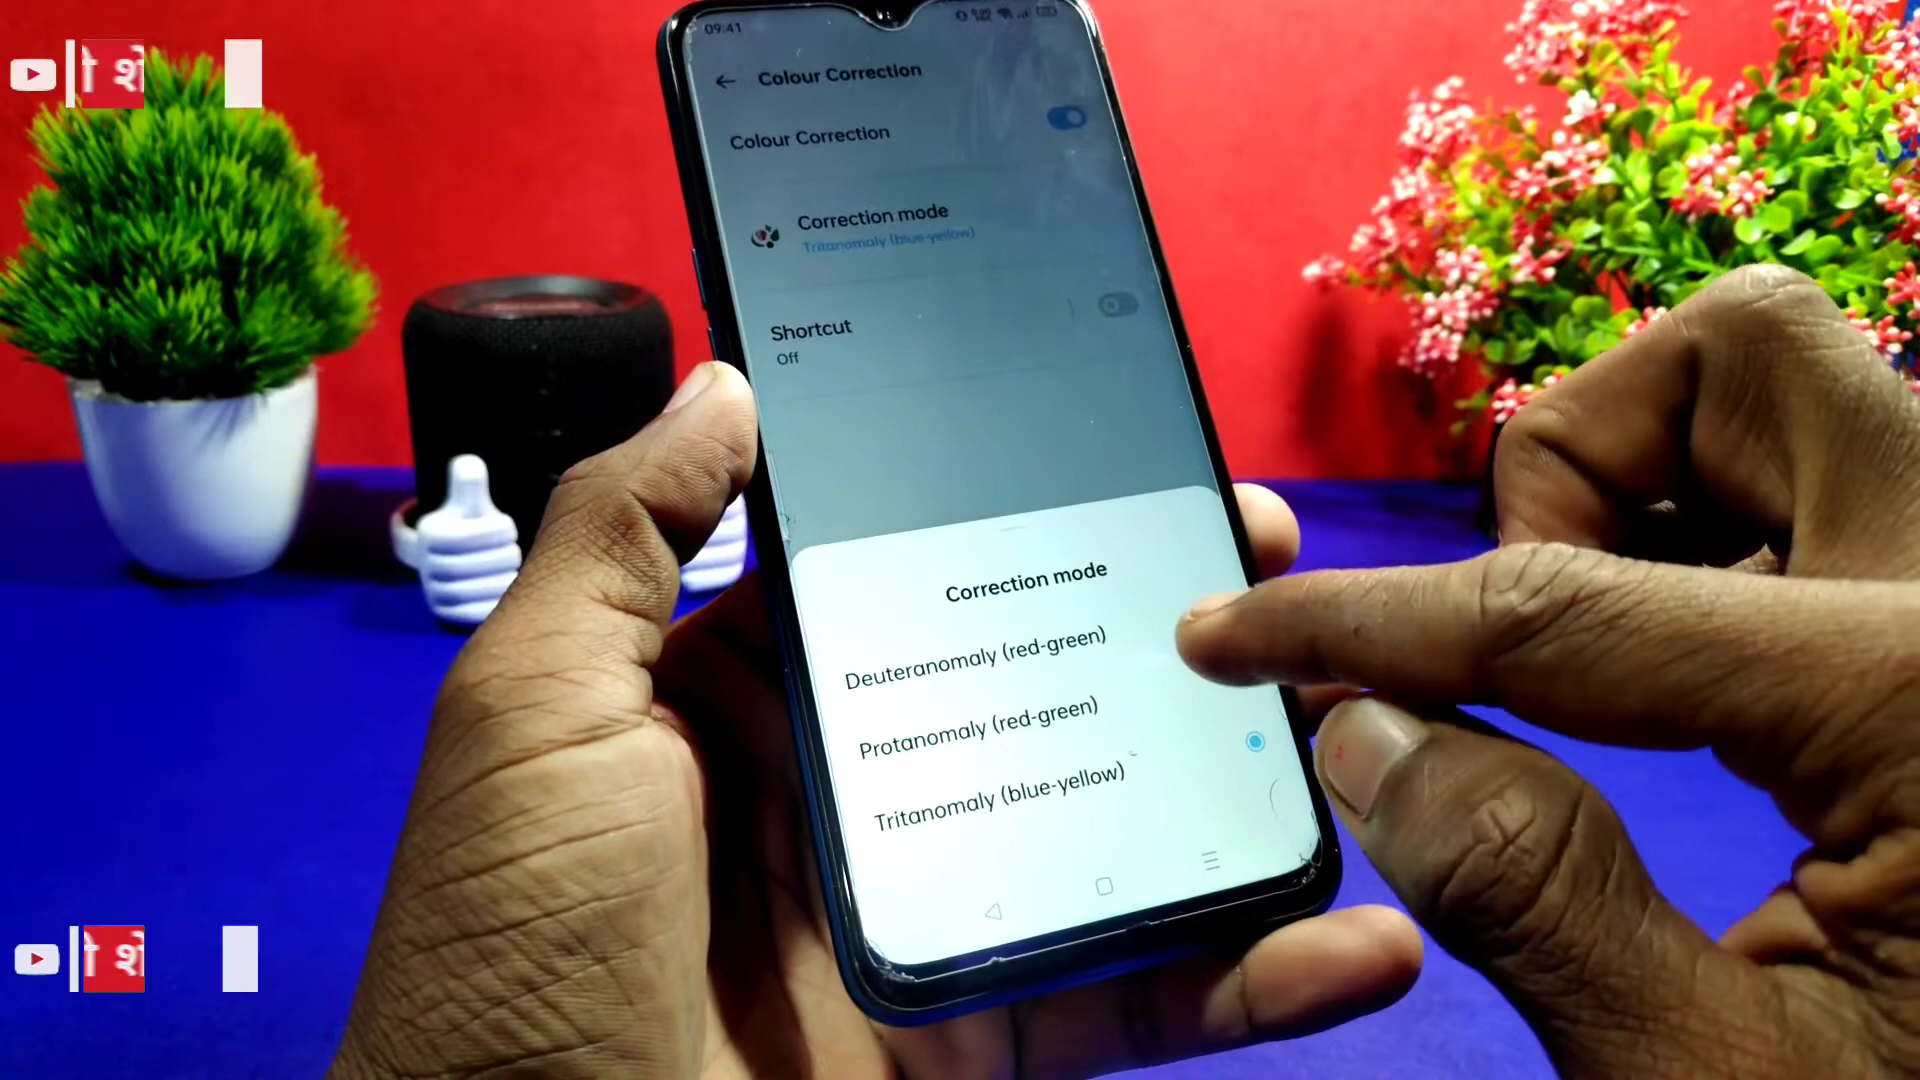 09:41
Colour Correction
Colour Correction
Correction mode
Tritanomaly (blue-yellow)
Shortcut
Off
Correction mode
Deuteranomaly (red-green)
Protanomaly (red-green)
Tritanomaly (blue-yellow)